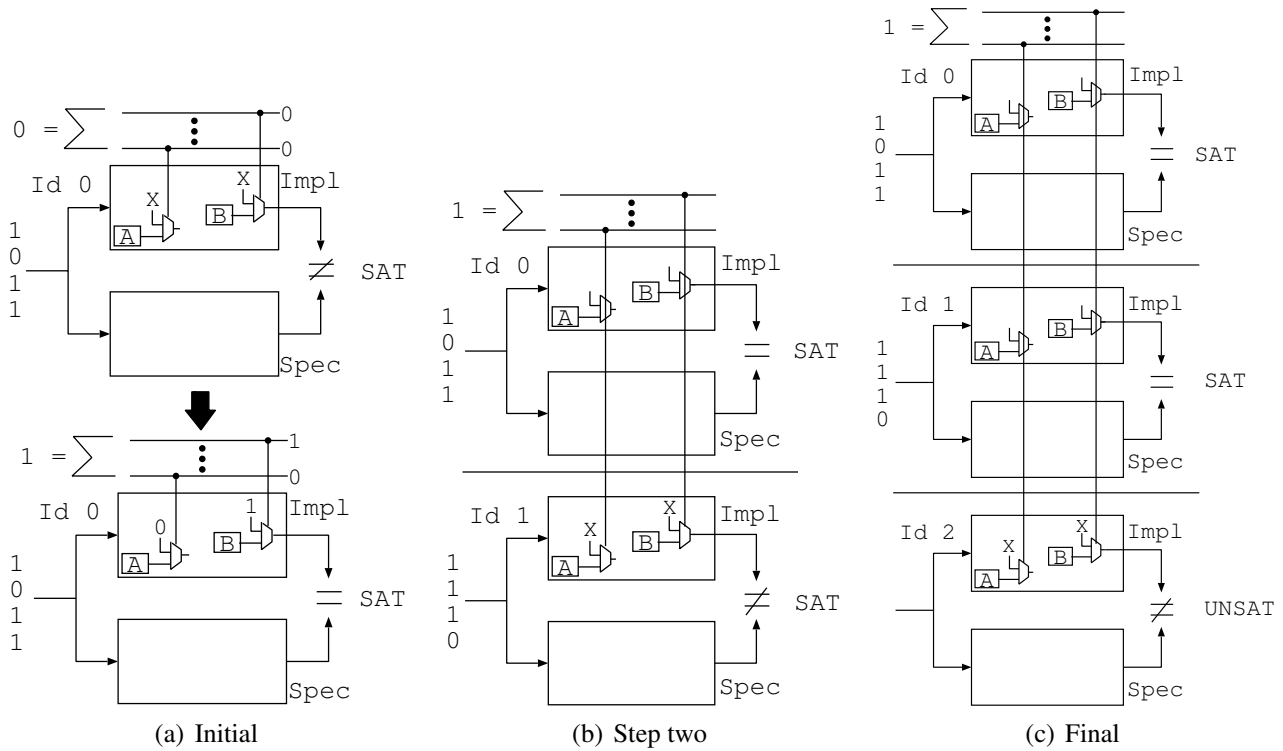 0 = ∑
0
0
Id 0
X
X
Impl
A
B
1
0
1
1
SAT
Spec
1 = ∑
1
0
Id 0
0
1
Impl
A
B
1
0
1
1
SAT
Spec
(a) Initial
1 = ∑
Id 0
Impl
A
B
1
0
1
1
SAT
Spec
Id 1
X
X
Impl
A
B
1
1
1
0
SAT
Spec
(b) Step two
1 = ∑
Id 0
Impl
A
B
1
0
1
1
SAT
Spec
Id 1
Impl
A
B
1
1
1
0
SAT
Spec
Id 2
X
X
Impl
A
B
UNSAT
Spec
(c) Final